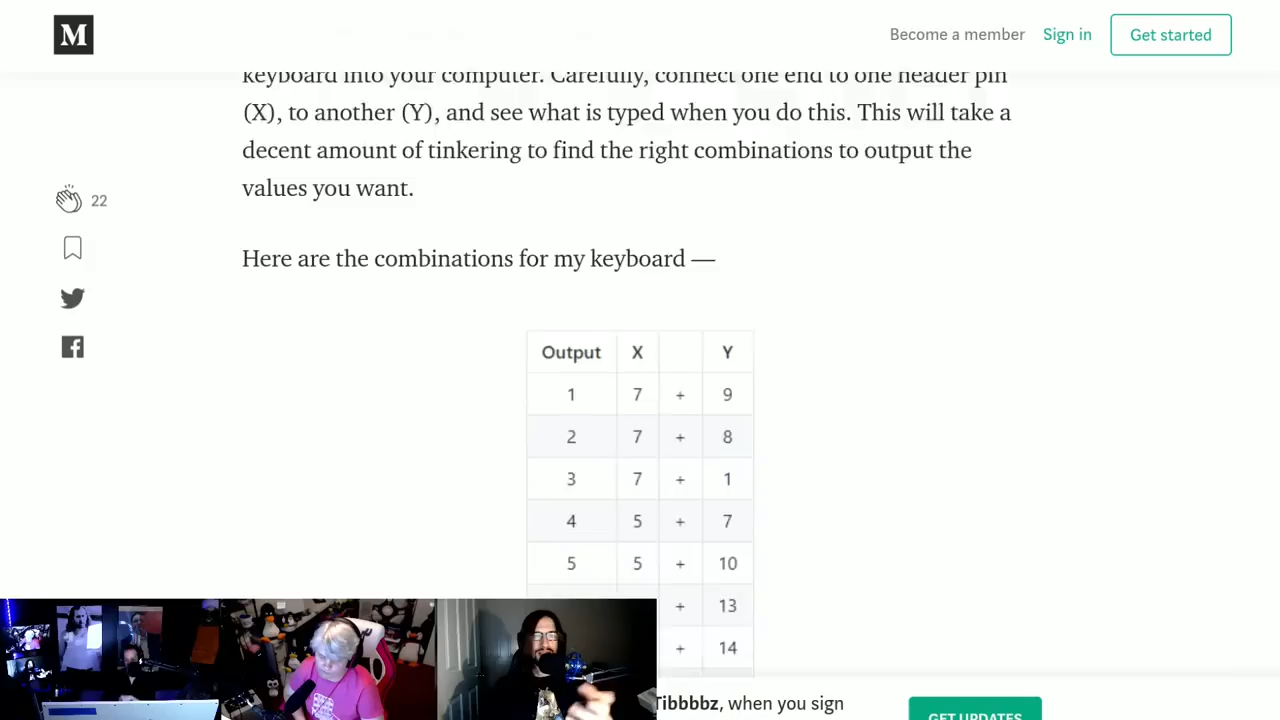 M
Become a member
Sign in
Get started
keyboard into your computer. Carefully, connect one end to one header pin
(X), to another (Y), and see what is typed when you do this. This will take a
decent amount of tinkering to find the right combinations to output the
values you want.
22
Here are the combinations for my keyboard —
Output X Y
1 7 + 9
2 7 + 8
3 7 + 1
4 5 + 7
5 5 + 10
+ 13
+ 14
Tibbbbz, when you sign
GET UPDATES